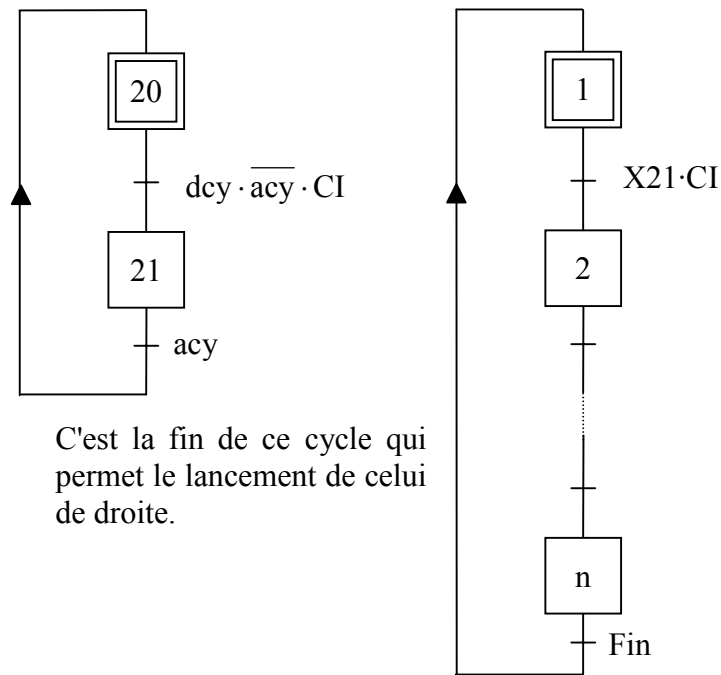 20
dcy · \overline{acy} · CI
21
acy
C'est la fin de ce cycle qui
permet le lancement de celui
de droite.
1
X21·CI
2
n
Fin